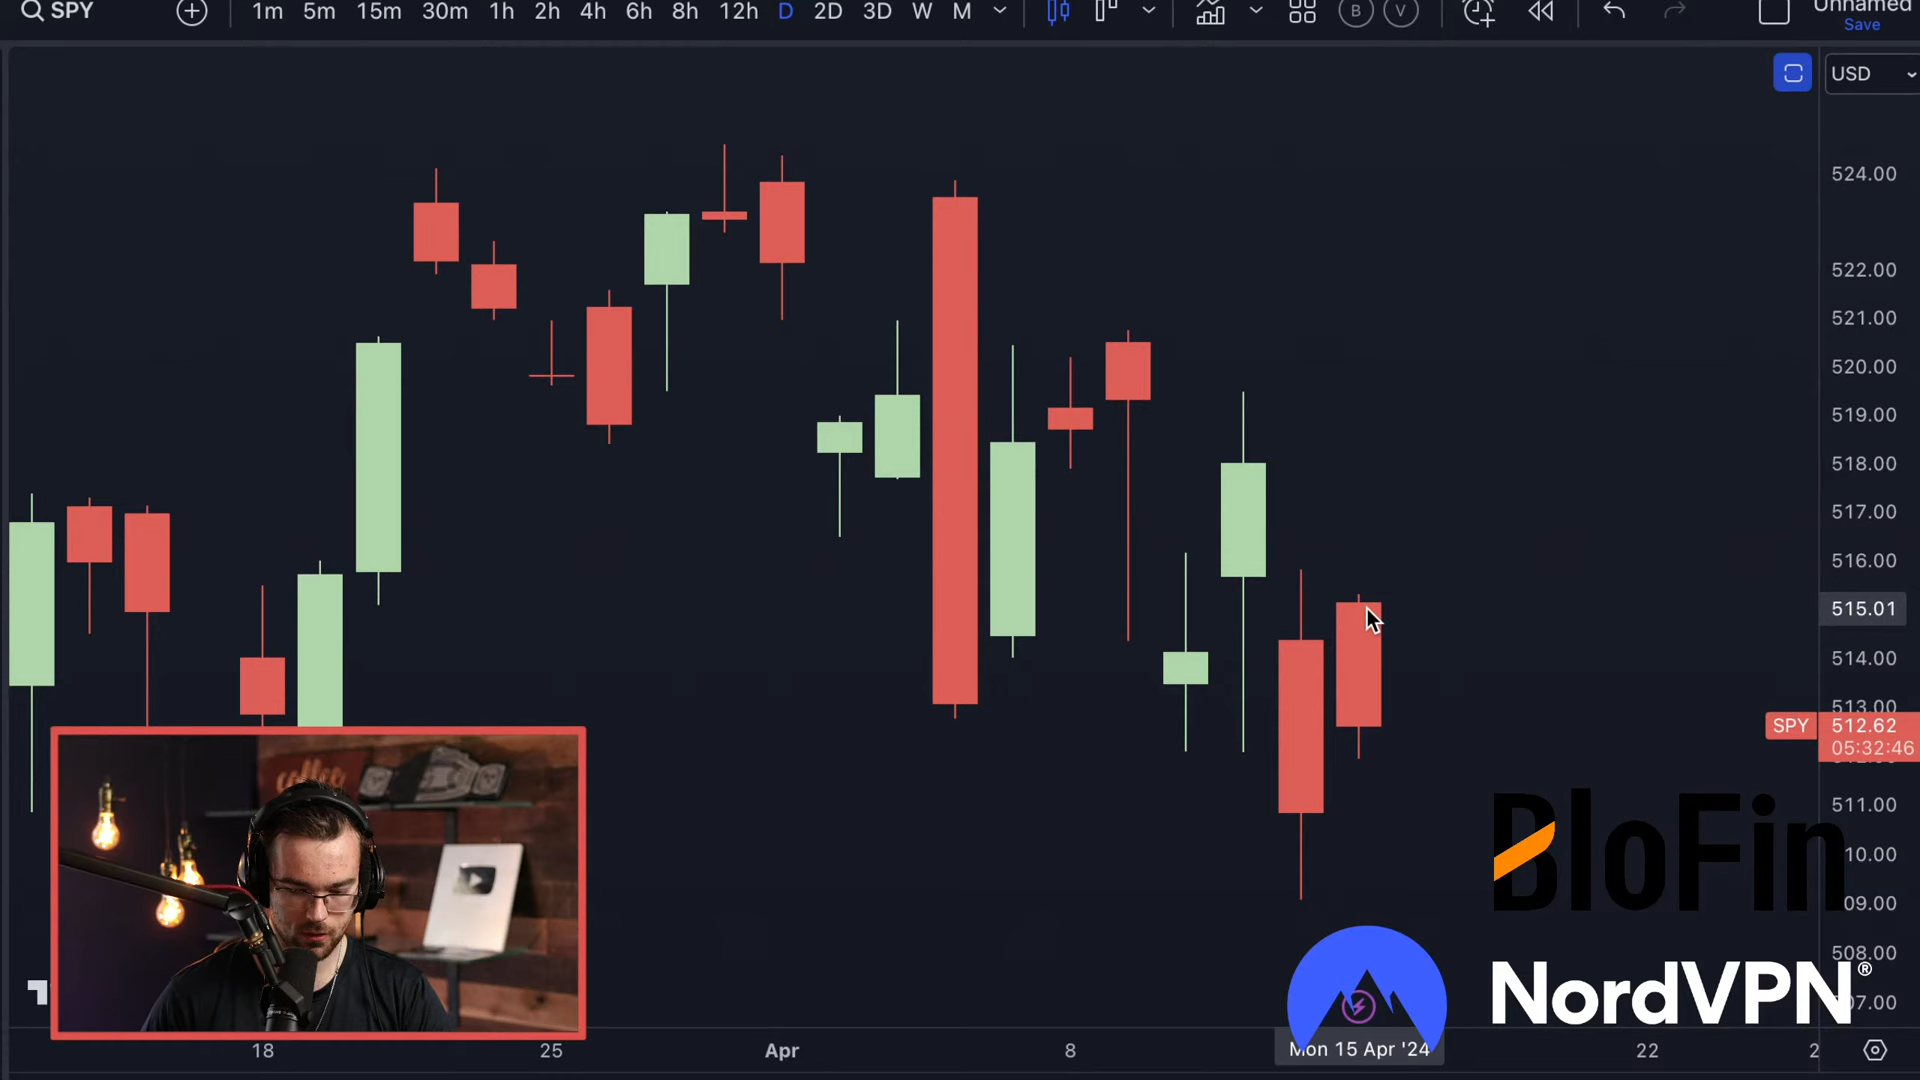 SPY
1m 5m 15m 30m 1h 2h 4h 6h 8h 12h D 2D 3D W M
B V
Unnamed
Save
USD
524.00
522.00
521.00
520.00
519.00
518.00
517.00
516.00
515.01
514.00
513.00
SPY 512.62
05:32:46
511.00
10.00
09.00
508.00
07.00
coffee
BloFin
NordVPN®
18 25 Apr 8 Mon 15 Apr '24 22 2